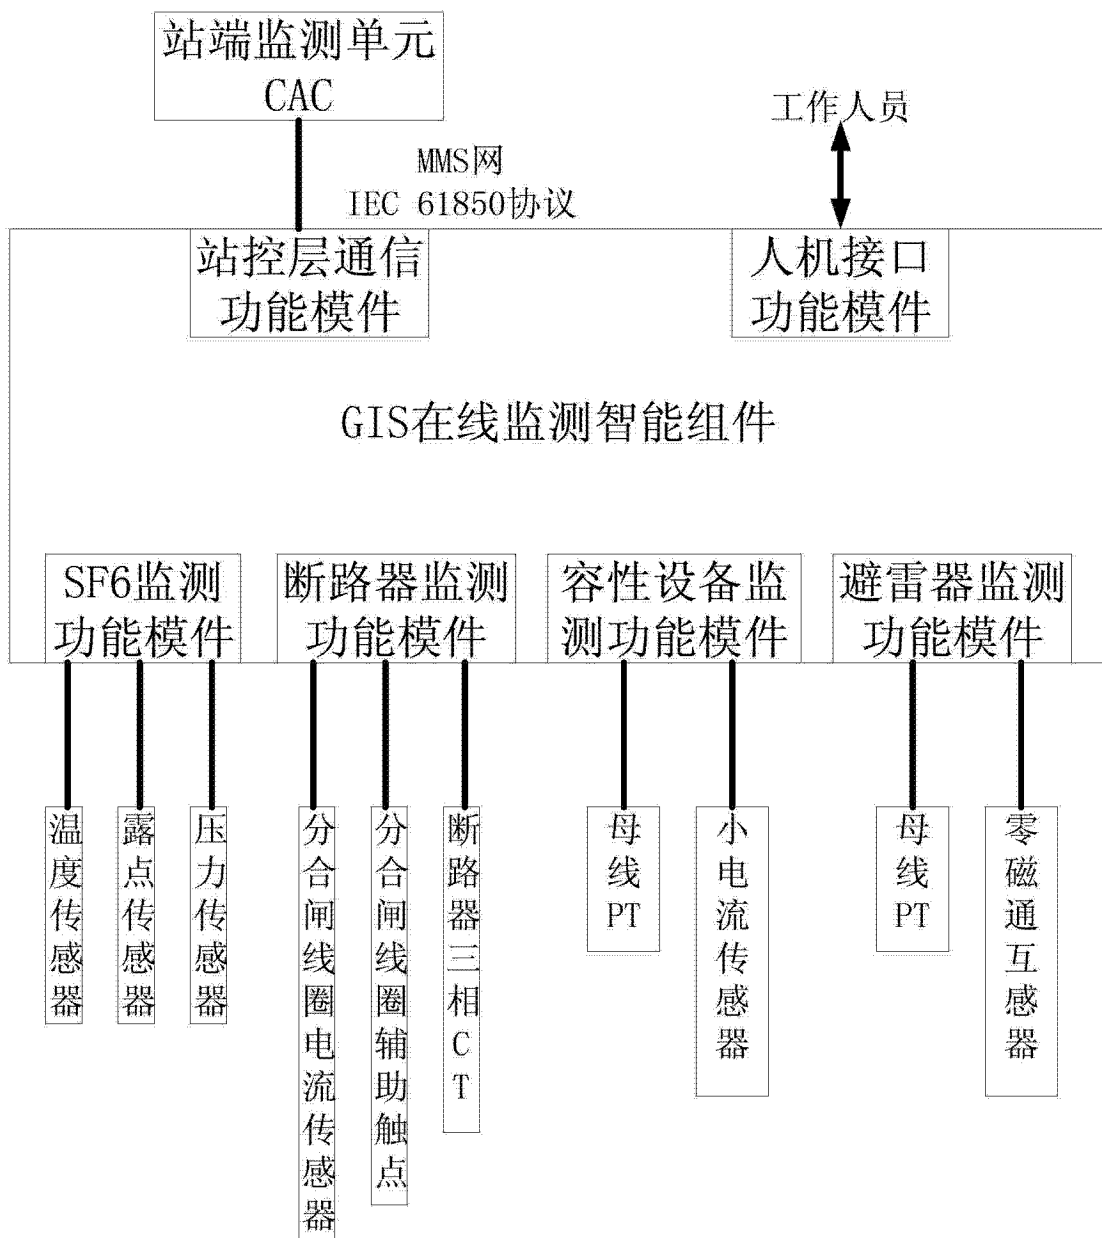 站端监测单元
CAC
工作人员
MMS网
IEC 61850协议
站控层通信
功能模件
人机接口
功能模件
GIS在线监测智能组件
SF6监测
功能模件
断路器监测
功能模件
容性设备监
测功能模件
避雷器监测
功能模件
温度传感器
露点传感器
压力传感器
分合闸线圈电流传感器
分合闸线圈辅助触点
断路器三相CT
母线PT
小电流传感器
母线PT
零磁通互感器